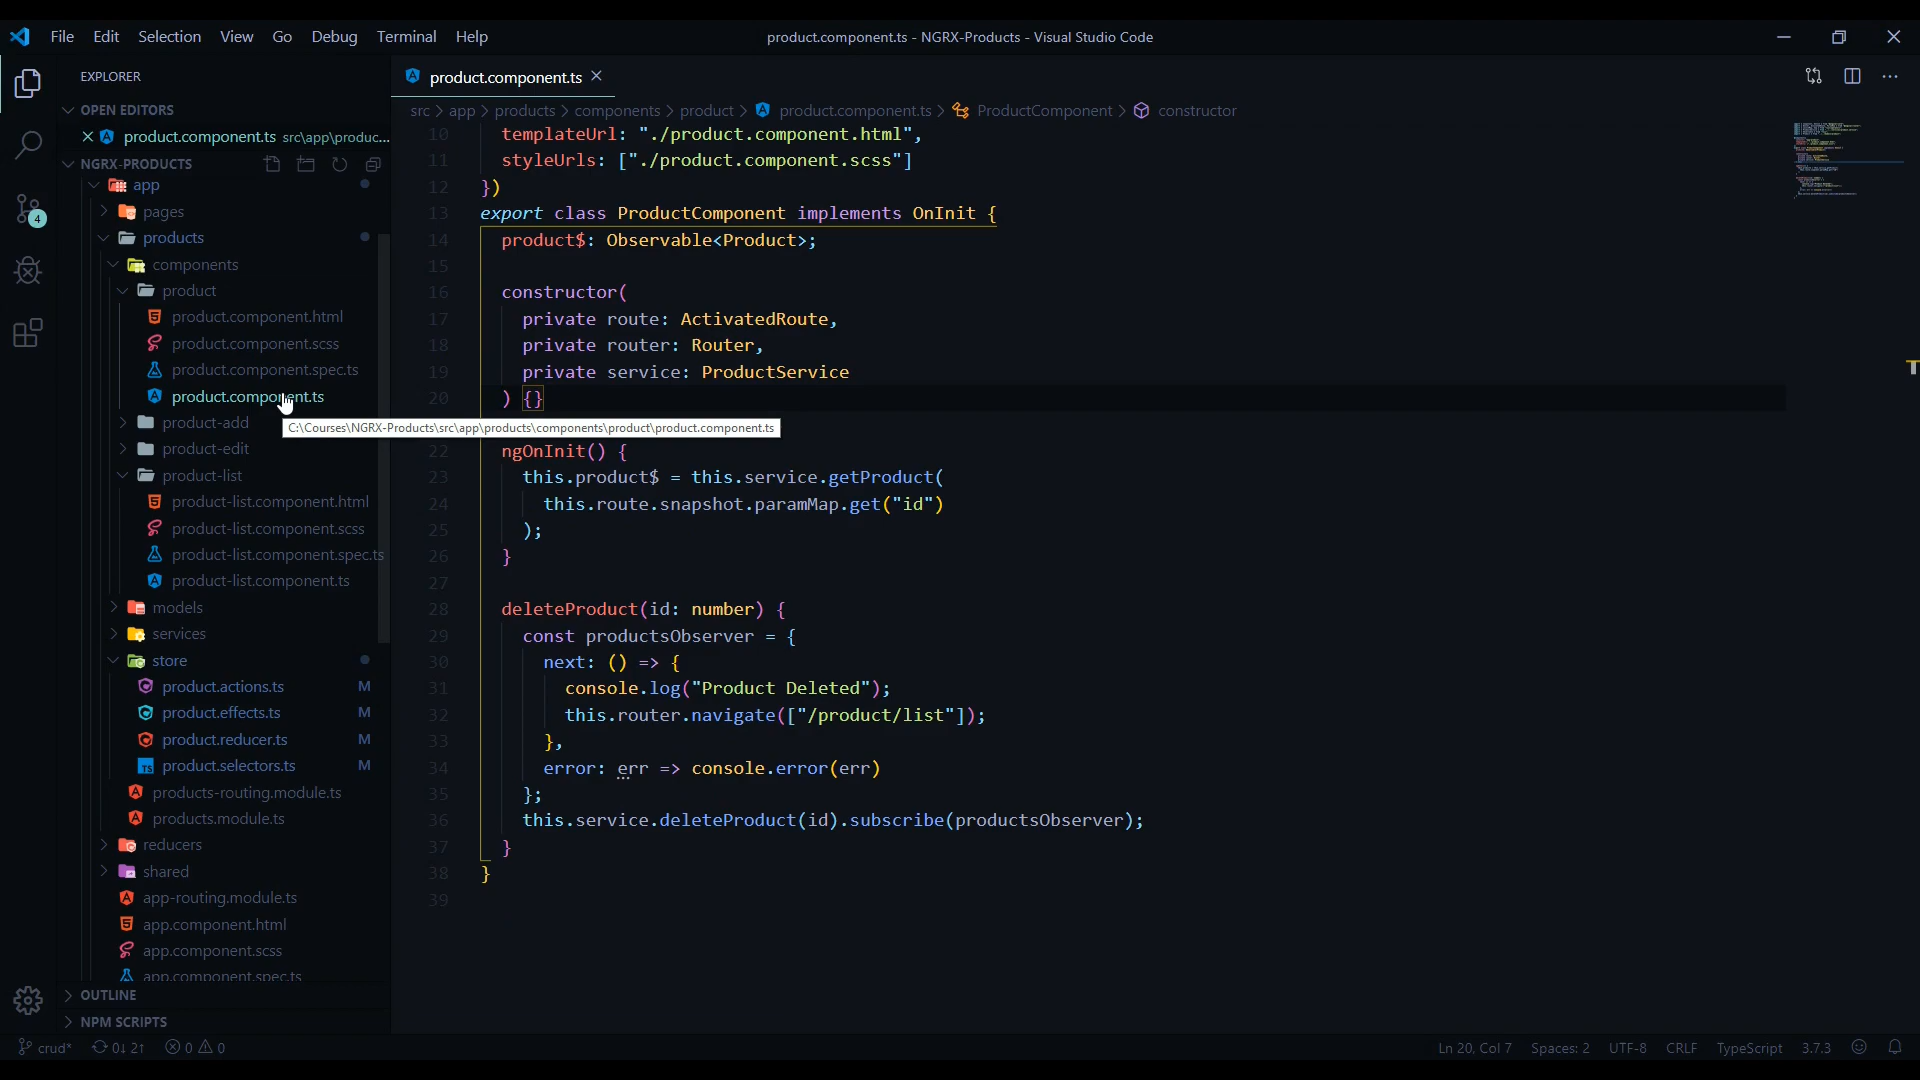 File Edit Selection View Go Debug Terminal Help
product.component.ts - NGRX-Products - Visual Studio Code
EXPLORER
OPEN EDITORS
product.component.ts src\app\produc...
NGRX-PRODUCTS
app
pages
products
components
product
product.component.html
product.component.scss
product.component.spec.ts
product.component.ts
product-add
product-edit
product-list
product-list.component.html
product-list.component.scss
product-list.component.spec.ts
product-list.component.ts
models
services
store
product.actions.ts M
product.effects.ts M
product.reducer.ts M
product.selectors.ts M
products-routing.module.ts
products.module.ts
reducers
shared
app-routing.module.ts
app.component.html
app.component.scss
app.component.spec.ts
OUTLINE
NPM SCRIPTS
4
product.component.ts
src > app > products > components > product > product.component.ts > ProductComponent > constructor
10 templateUrl: "./product.component.html",
11 styleUrls: ["./product.component.scss"]
12 })
13 export class ProductComponent implements OnInit {
14 product$: Observable<Product>;
15
16 constructor(
17 private route: ActivatedRoute,
18 private router: Router,
19 private service: ProductService
20 ) {}
C:\Courses\NGRX-Products\src\app\products\components\product\product.component.ts
22 ngOnInit() {
23 this.product$ = this.service.getProduct(
24 this.route.snapshot.paramMap.get("id")
25 );
26 }
27
28 deleteProduct(id: number) {
29 const productsObserver = {
30 next: () => {
31 console.log("Product Deleted");
32 this.router.navigate(["/product/list"]);
33 },
34 error: err => console.error(err)
35 };
36 this.service.deleteProduct(id).subscribe(productsObserver);
37 }
38 }
39
crud* 0↓ 2↑ 0 0
Ln 20, Col 7 Spaces: 2 UTF-8 CRLF TypeScript 3.7.3